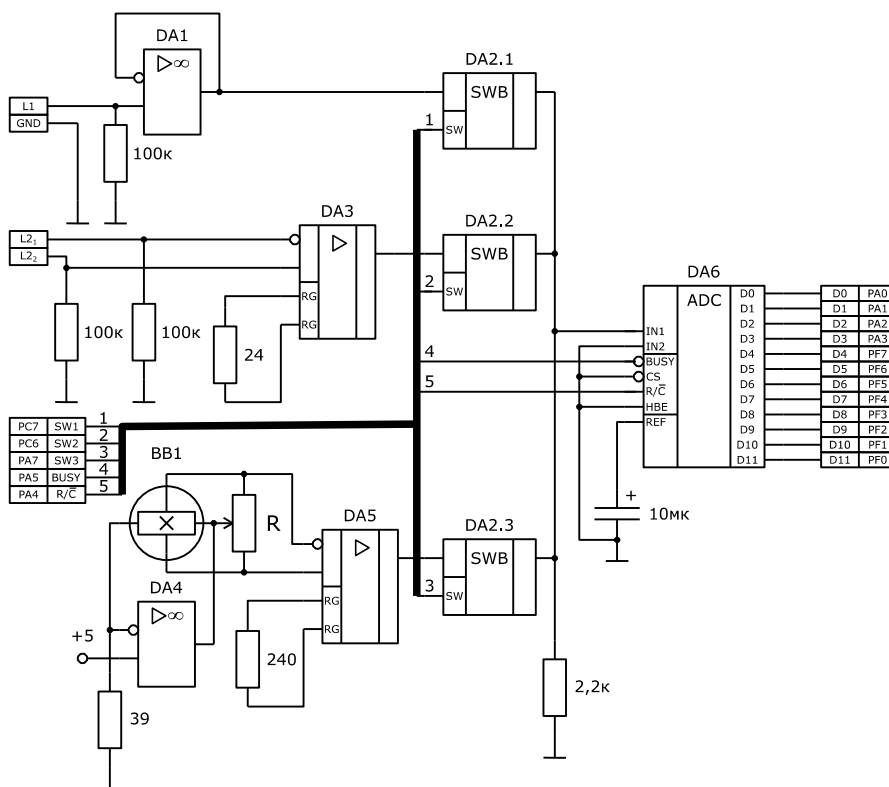 DA1
▷∞
DA2.1
SWB
SW
1
L1
GND
100к
DA3
▷
RG
RG
L2₁
L2₂
100к
100к
24
DA2.2
SWB
SW
2
DA6
ADC
IN1
IN2
BUSY
CS
R/C̅
HBE
REF
D0
D1
D2
D3
D4
D5
D6
D7
D8
D9
D10
D11
D0 PA0
D1 PA1
D2 PA2
D3 PA3
D4 PF7
D5 PF6
D6 PF5
D7 PF4
D8 PF3
D9 PF2
D10 PF1
D11 PF0
4
5
PC7 SW1 1
PC6 SW2 2
PA7 SW3 3
PA5 BUSY 4
PA4 R/C̅ 5
BB1
R
DA5
▷
RG
RG
240
DA4
▷∞
+5
39
DA2.3
SWB
SW
3
+
10мк
2,2к